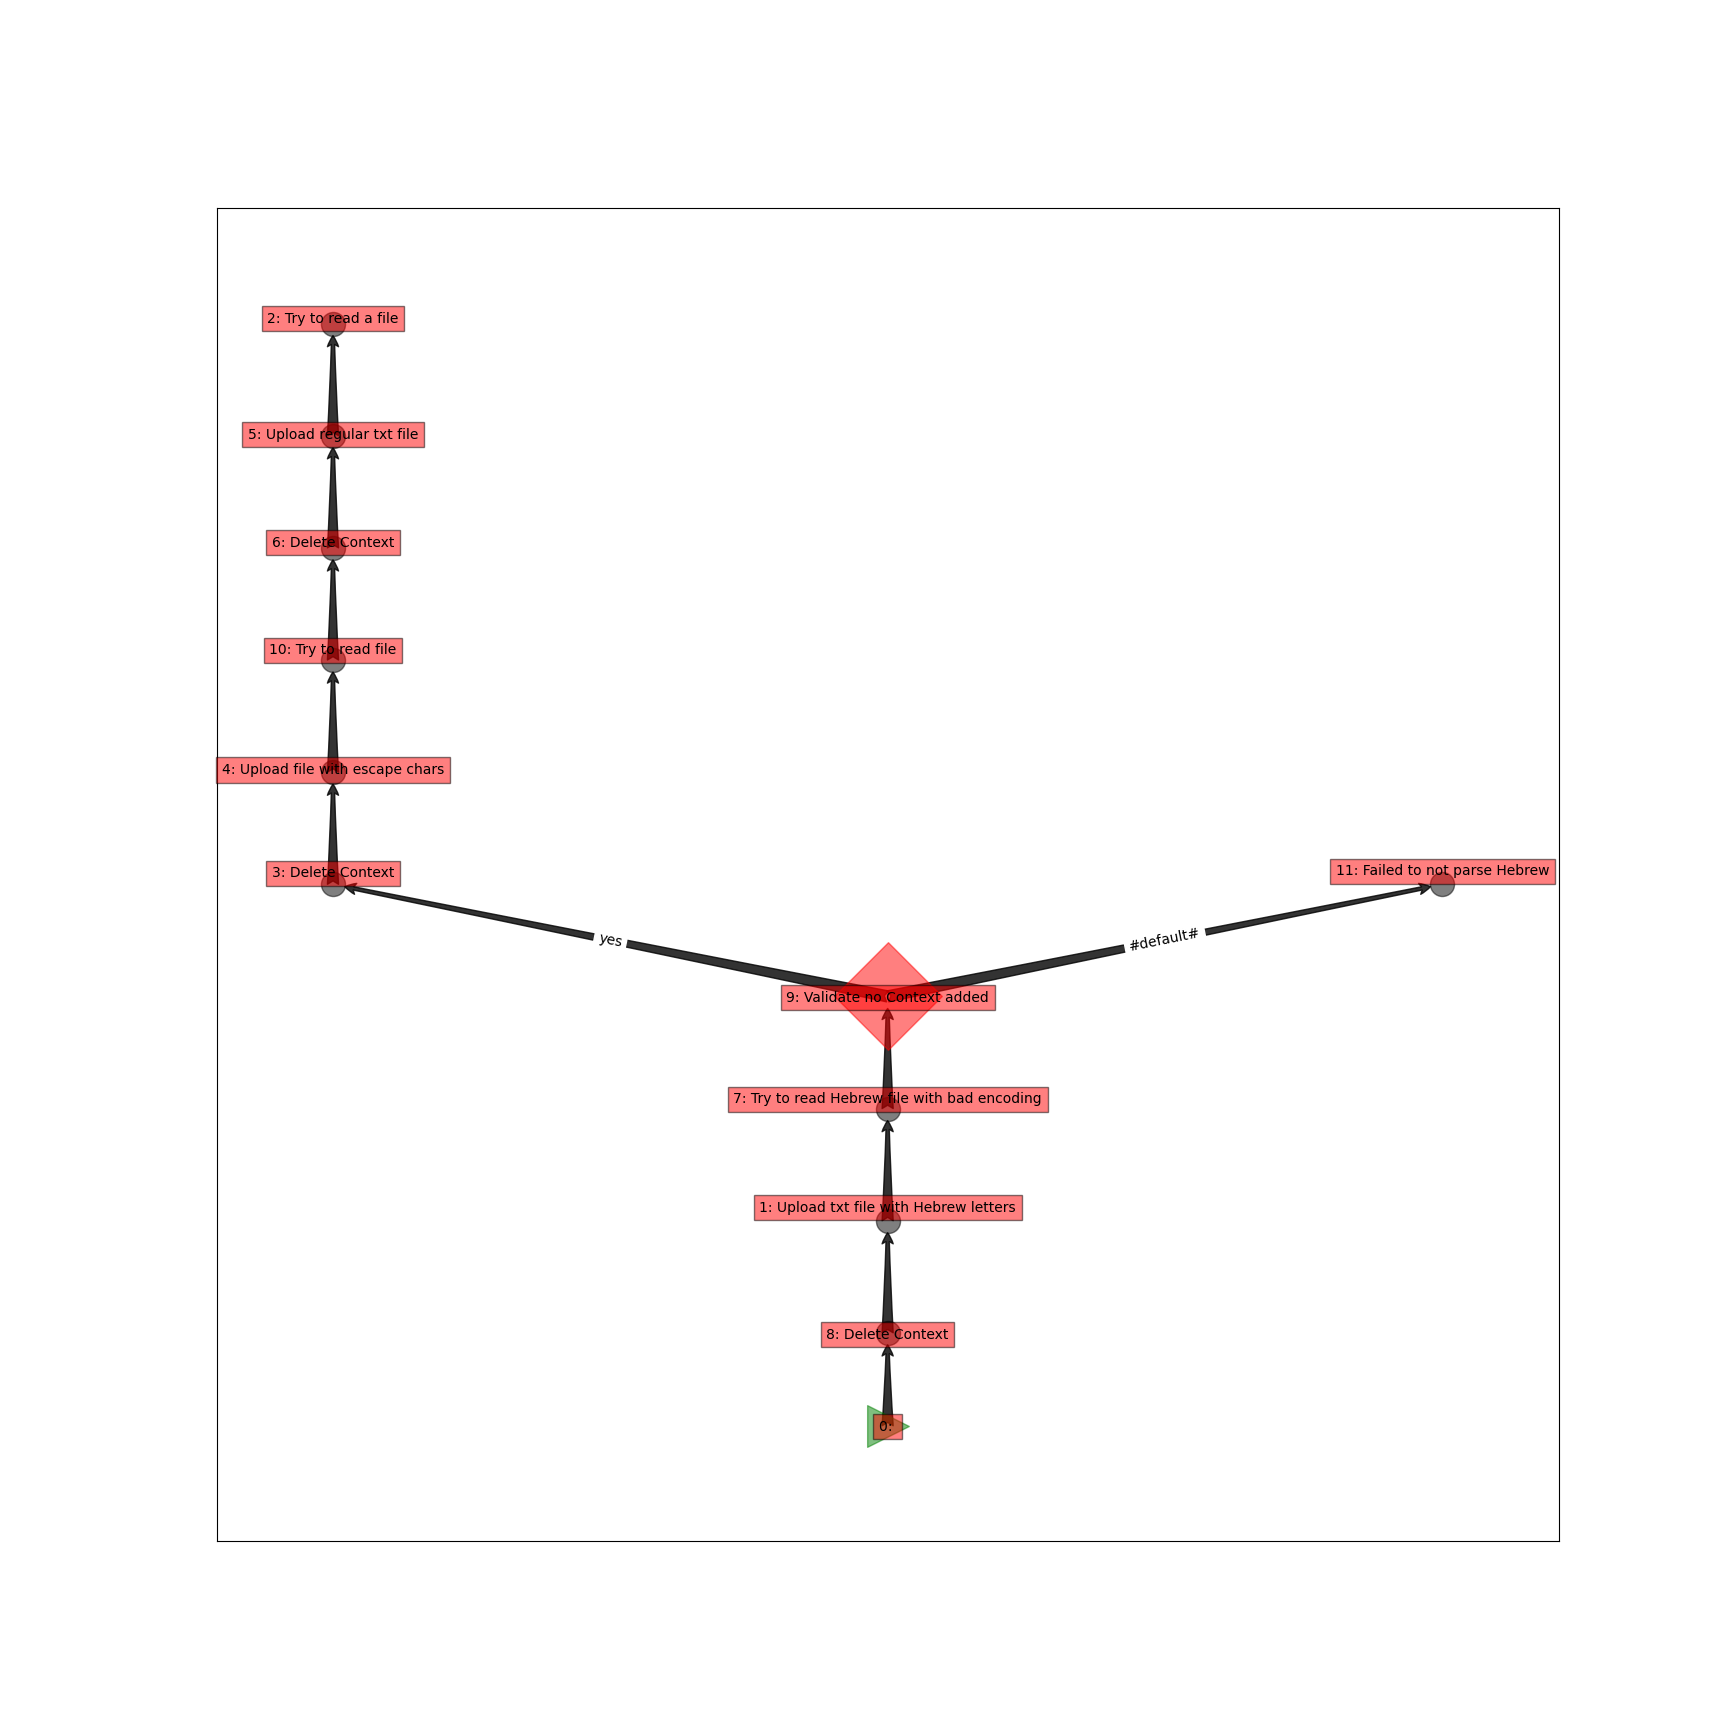 2: Try to read a file
5: Upload regular txt file
6: Delete Context
10: Try to read file
4: Upload file with escape chars
3: Delete Context
11: Failed to not parse Hebrew
yes
#default#
9: Validate no Context added
7: Try to read Hebrew file with bad encoding
1: Upload txt file with Hebrew letters
8: Delete Context
0: